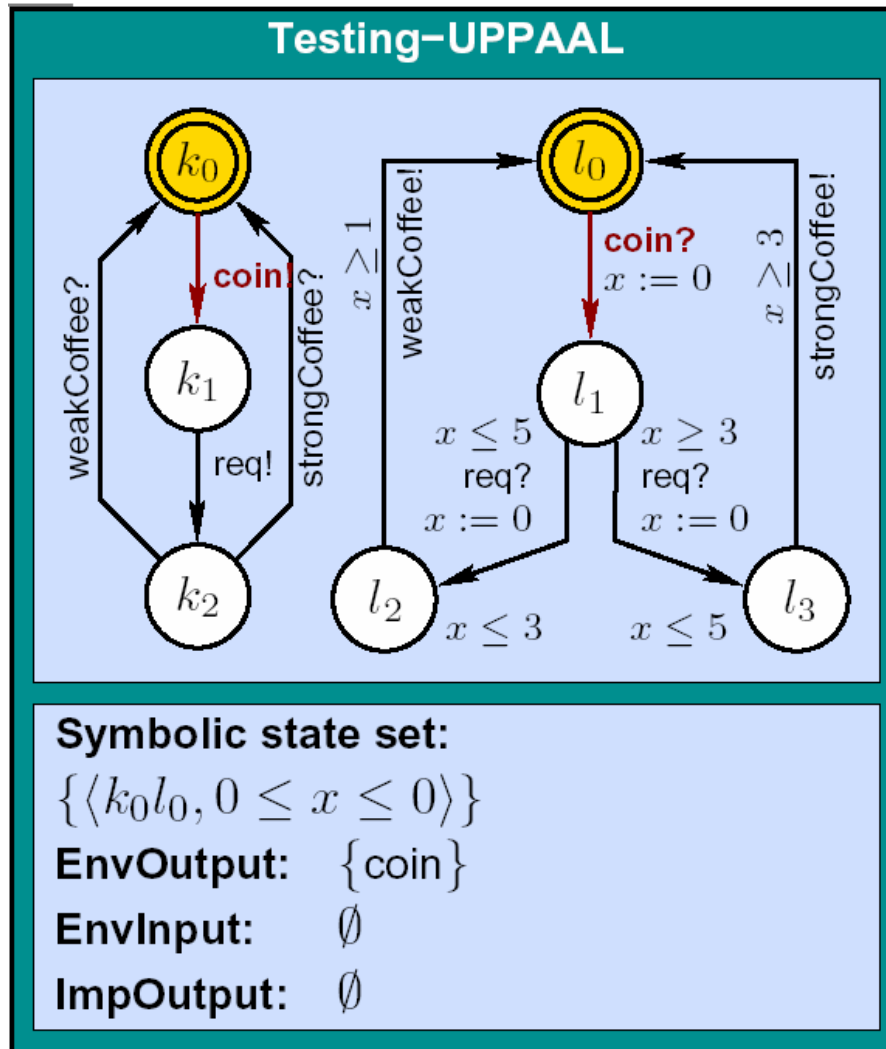 Testing−UPPAAL
k₀
l₀
coin!
coin?
x := 0
weakCoffee?
strongCoffee?
x ≥ 1
weakCoffee!
x ≥ 3
strongCoffee!
k₁
l₁
req!
x ≤ 5
req?
x := 0
x ≥ 3
req?
x := 0
k₂
l₂
x ≤ 3
x ≤ 5
l₃
Symbolic state set:
{⟨k₀l₀, 0 ≤ x ≤ 0⟩}
EnvOutput: {coin}
EnvInput: ∅
ImpOutput: ∅